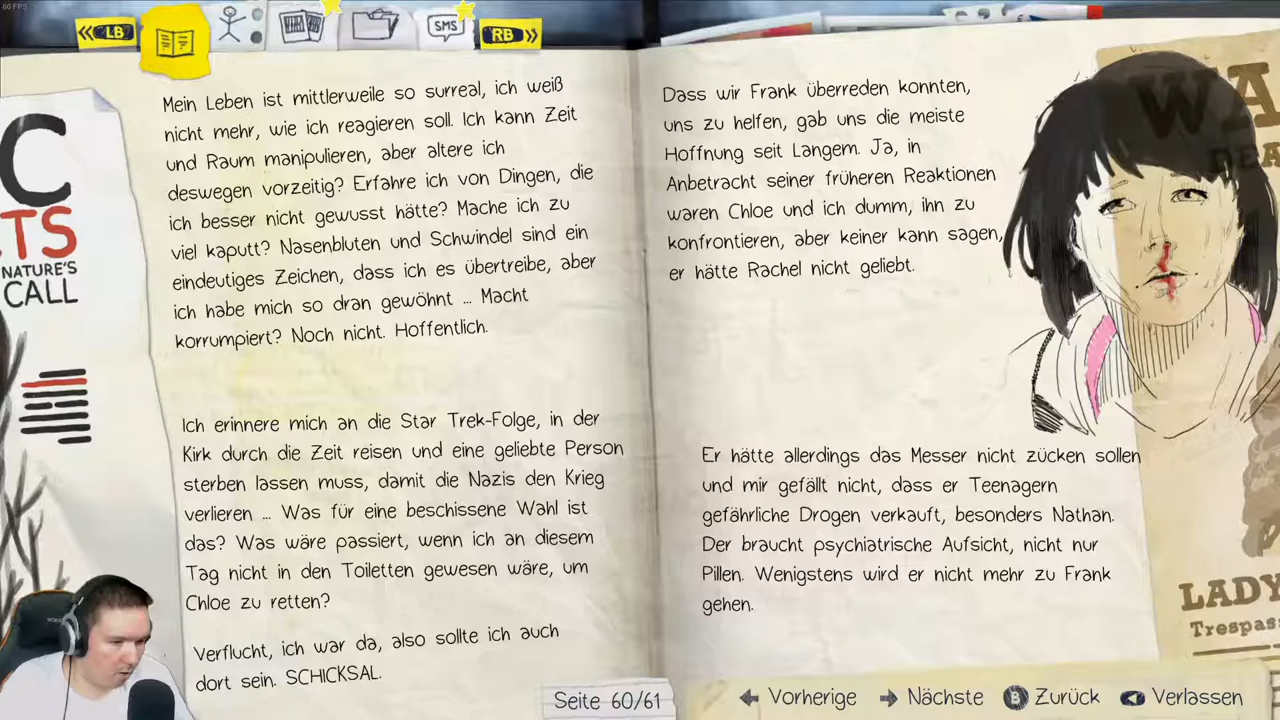 60 FPS
LB
SMS
RB
C
TS
NATURE'S
CALL
Mein Leben ist mittlerweile so surreal, ich weiß
nicht mehr, wie ich reagieren soll. Ich kann Zeit
und Raum manipulieren, aber altere ich
deswegen vorzeitig? Erfahre ich von Dingen, die
ich besser nicht gewusst hätte? Mache ich zu
viel kaputt? Nasenbluten und Schwindel sind ein
eindeutiges Zeichen, dass ich es übertreibe, aber
ich habe mich so dran gewöhnt ... Macht
korrumpiert? Noch nicht. Hoffentlich.
Ich erinnere mich an die Star Trek-Folge, in der
Kirk durch die Zeit reisen und eine geliebte Person
sterben lassen muss, damit die Nazis den Krieg
verlieren ... Was für eine beschissene Wahl ist
das? Was wäre passiert, wenn ich an diesem
Tag nicht in den Toiletten gewesen wäre, um
Chloe zu retten?
Verflucht, ich war da, also sollte ich auch
dort sein. SCHICKSAL.
Dass wir Frank überreden konnten,
uns zu helfen, gab uns die meiste
Hoffnung seit Langem. Ja, in
Anbetracht seiner früheren Reaktionen
waren Chloe und ich dumm, ihn zu
konfrontieren, aber keiner kann sagen,
er hätte Rachel nicht geliebt.
Er hätte allerdings das Messer nicht zücken sollen
und mir gefällt nicht, dass er Teenagern
gefährliche Drogen verkauft, besonders Nathan.
Der braucht psychiatrische Aufsicht, nicht nur
Pillen. Wenigstens wird er nicht mehr zu Frank
gehen.
WA
DEA
LADY
Trespas
Seite 60/61
Vorherige
Nächste
B Zurück
Verlassen